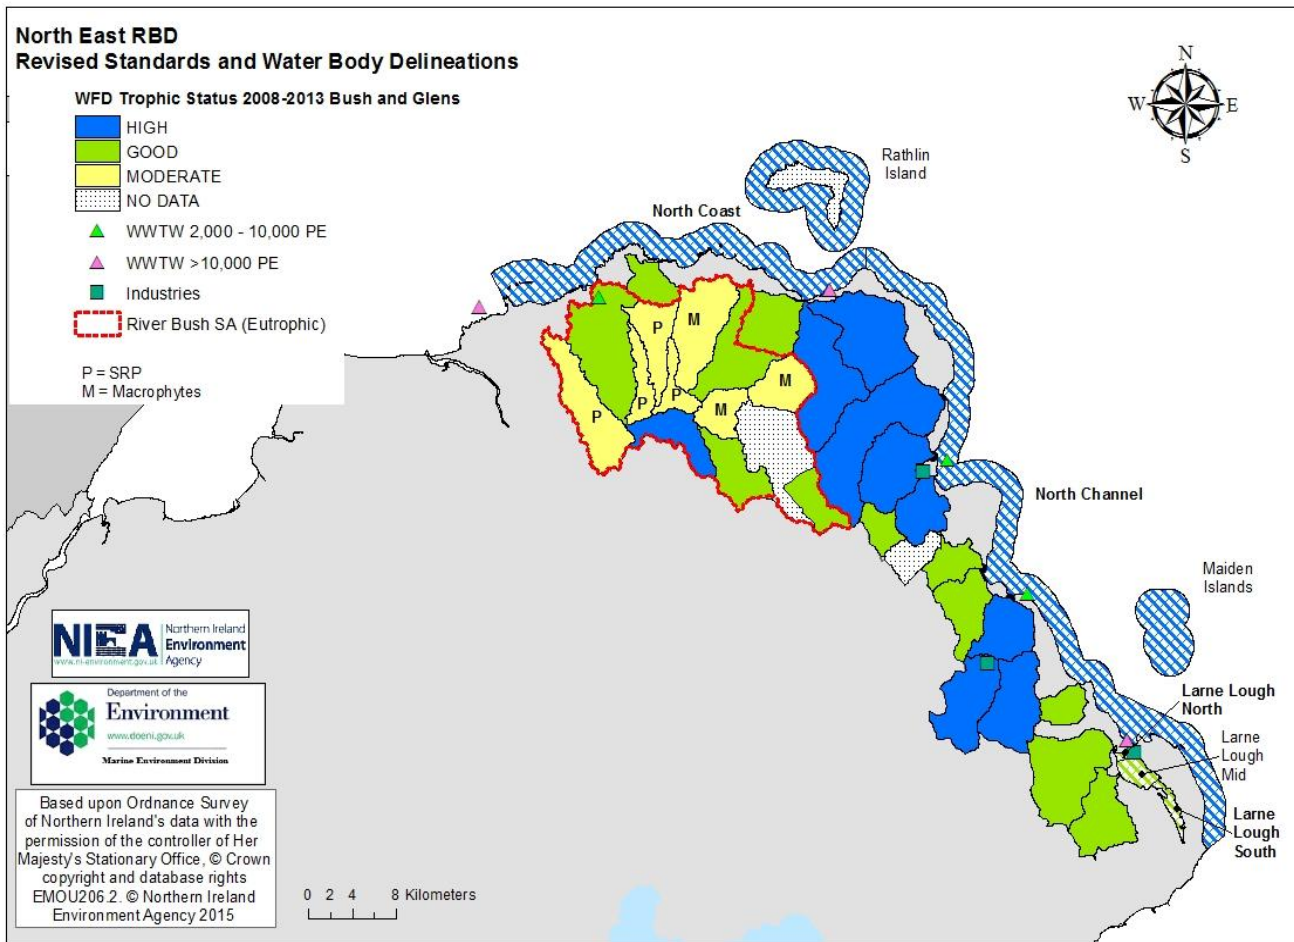 North East RBD
Revised Standards and Water Body Delineations
WFD Trophic Status 2008-2013 Bush and Glens
HIGH
GOOD
MODERATE
NO DATA
WWTW 2,000 - 10,000 PE
WWTW >10,000 PE
Industries
River Bush SA (Eutrophic)
P = SRP
M = Macrophytes
N
W
E
S
Rathlin
Island
North Coast
P
M
M
P
P
M
P
North Channel
Maiden
Islands
Larne Lough
North
Larne
Lough
Mid
Larne
Lough
South
NIEA
www.ni-environment.gov.uk
Northern Ireland
Environment
Agency
Department of the
Environment
www.doeni.gov.uk
Marine Environment Division
Based upon Ordnance Survey
of Northern Ireland's data with the
permission of the controller of Her
Majesty's Stationary Office, © Crown
copyright and database rights
EMOU206.2. © Northern Ireland
Environment Agency 2015
0 2 4 8 Kilometers